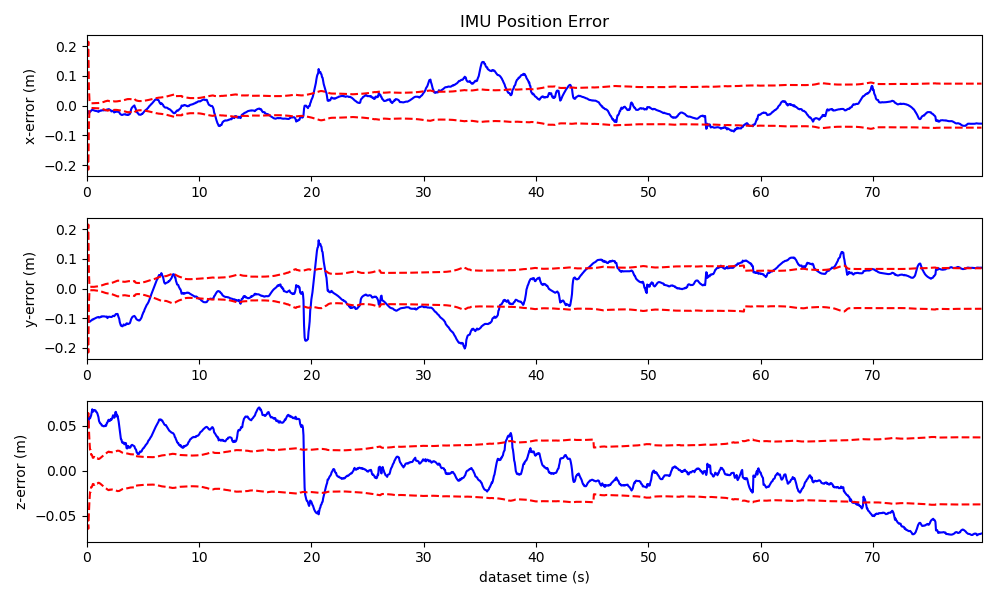 IMU Position Error
x-error (m)
0.2
0.1
0.0
−0.1
−0.2
0 10 20 30 40 50 60 70
y-error (m)
0.2
0.1
0.0
−0.1
−0.2
0 10 20 30 40 50 60 70
z-error (m)
0.05
0.00
−0.05
0 10 20 30 40 50 60 70
dataset time (s)